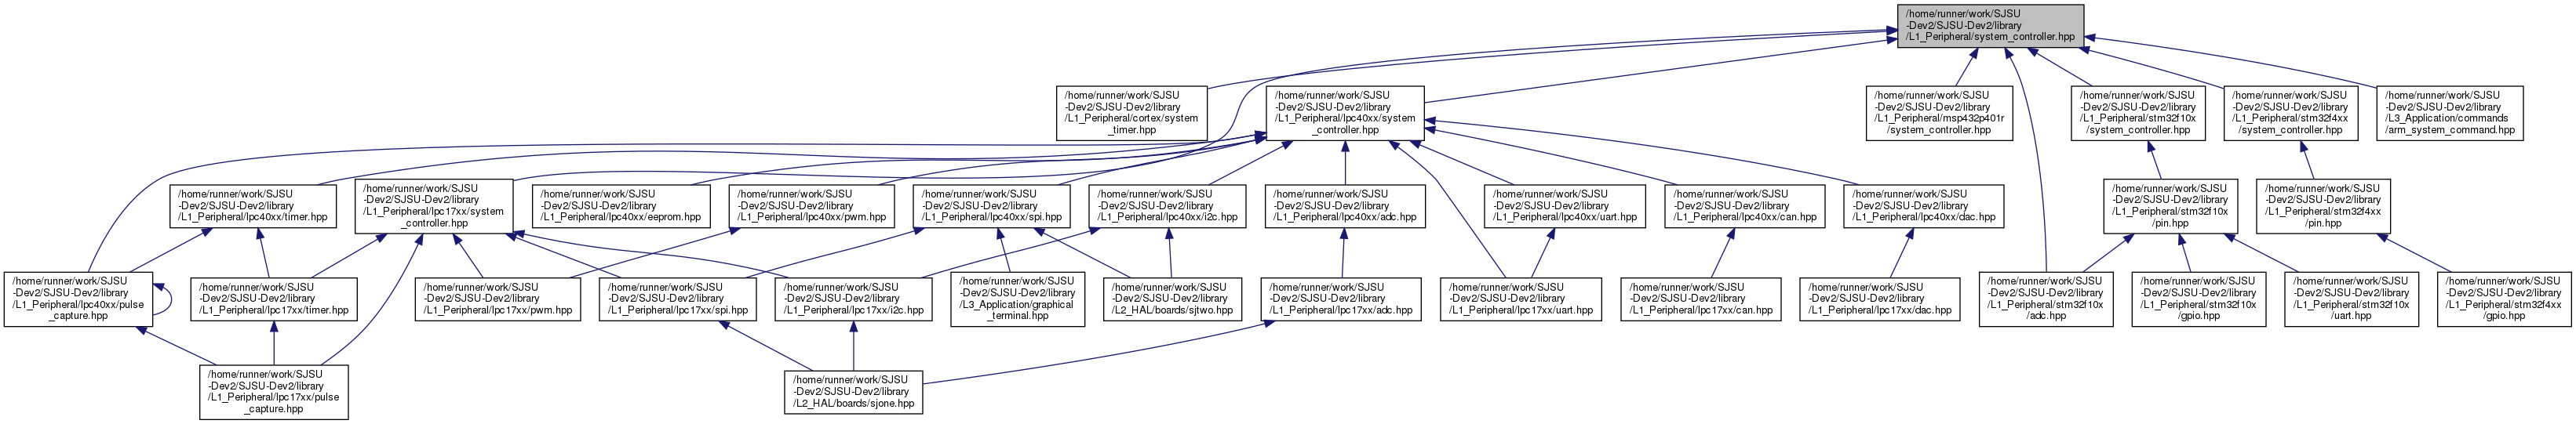 /home/runner/work/SJSU
-Dev2/SJSU-Dev2/library
/L1_Peripheral/system_controller.hpp
/home/runner/work/SJSU
-Dev2/SJSU-Dev2/library
/L1_Peripheral/cortex/system
_timer.hpp
/home/runner/work/SJSU
-Dev2/SJSU-Dev2/library
/L1_Peripheral/lpc40xx/system
_controller.hpp
/home/runner/work/SJSU
-Dev2/SJSU-Dev2/library
/L1_Peripheral/msp432p401r
/system_controller.hpp
/home/runner/work/SJSU
-Dev2/SJSU-Dev2/library
/L1_Peripheral/stm32f10x
/system_controller.hpp
/home/runner/work/SJSU
-Dev2/SJSU-Dev2/library
/L1_Peripheral/stm32f4xx
/system_controller.hpp
/home/runner/work/SJSU
-Dev2/SJSU-Dev2/library
/L3_Application/commands
/arm_system_command.hpp
/home/runner/work/SJSU
-Dev2/SJSU-Dev2/library
/L1_Peripheral/lpc40xx/timer.hpp
/home/runner/work/SJSU
-Dev2/SJSU-Dev2/library
/L1_Peripheral/lpc17xx/system
_controller.hpp
/home/runner/work/SJSU
-Dev2/SJSU-Dev2/library
/L1_Peripheral/lpc40xx/eeprom.hpp
/home/runner/work/SJSU
-Dev2/SJSU-Dev2/library
/L1_Peripheral/lpc40xx/pwm.hpp
/home/runner/work/SJSU
-Dev2/SJSU-Dev2/library
/L1_Peripheral/lpc40xx/spi.hpp
/home/runner/work/SJSU
-Dev2/SJSU-Dev2/library
/L1_Peripheral/lpc40xx/i2c.hpp
/home/runner/work/SJSU
-Dev2/SJSU-Dev2/library
/L1_Peripheral/lpc40xx/adc.hpp
/home/runner/work/SJSU
-Dev2/SJSU-Dev2/library
/L1_Peripheral/lpc40xx/uart.hpp
/home/runner/work/SJSU
-Dev2/SJSU-Dev2/library
/L1_Peripheral/lpc40xx/can.hpp
/home/runner/work/SJSU
-Dev2/SJSU-Dev2/library
/L1_Peripheral/lpc40xx/dac.hpp
/home/runner/work/SJSU
-Dev2/SJSU-Dev2/library
/L1_Peripheral/stm32f10x
/pin.hpp
/home/runner/work/SJSU
-Dev2/SJSU-Dev2/library
/L1_Peripheral/stm32f4xx
/pin.hpp
/home/runner/work/SJSU
-Dev2/SJSU-Dev2/library
/L1_Peripheral/lpc40xx/pulse
_capture.hpp
/home/runner/work/SJSU
-Dev2/SJSU-Dev2/library
/L1_Peripheral/lpc17xx/timer.hpp
/home/runner/work/SJSU
-Dev2/SJSU-Dev2/library
/L1_Peripheral/lpc17xx/pwm.hpp
/home/runner/work/SJSU
-Dev2/SJSU-Dev2/library
/L1_Peripheral/lpc17xx/spi.hpp
/home/runner/work/SJSU
-Dev2/SJSU-Dev2/library
/L1_Peripheral/lpc17xx/i2c.hpp
/home/runner/work/SJSU
-Dev2/SJSU-Dev2/library
/L3_Application/graphical
_terminal.hpp
/home/runner/work/SJSU
-Dev2/SJSU-Dev2/library
/L2_HAL/boards/sjtwo.hpp
/home/runner/work/SJSU
-Dev2/SJSU-Dev2/library
/L1_Peripheral/lpc17xx/adc.hpp
/home/runner/work/SJSU
-Dev2/SJSU-Dev2/library
/L1_Peripheral/lpc17xx/uart.hpp
/home/runner/work/SJSU
-Dev2/SJSU-Dev2/library
/L1_Peripheral/lpc17xx/can.hpp
/home/runner/work/SJSU
-Dev2/SJSU-Dev2/library
/L1_Peripheral/lpc17xx/dac.hpp
/home/runner/work/SJSU
-Dev2/SJSU-Dev2/library
/L1_Peripheral/stm32f10x
/adc.hpp
/home/runner/work/SJSU
-Dev2/SJSU-Dev2/library
/L1_Peripheral/stm32f10x
/gpio.hpp
/home/runner/work/SJSU
-Dev2/SJSU-Dev2/library
/L1_Peripheral/stm32f10x
/uart.hpp
/home/runner/work/SJSU
-Dev2/SJSU-Dev2/library
/L1_Peripheral/stm32f4xx
/gpio.hpp
/home/runner/work/SJSU
-Dev2/SJSU-Dev2/library
/L1_Peripheral/lpc17xx/pulse
_capture.hpp
/home/runner/work/SJSU
-Dev2/SJSU-Dev2/library
/L2_HAL/boards/sjone.hpp